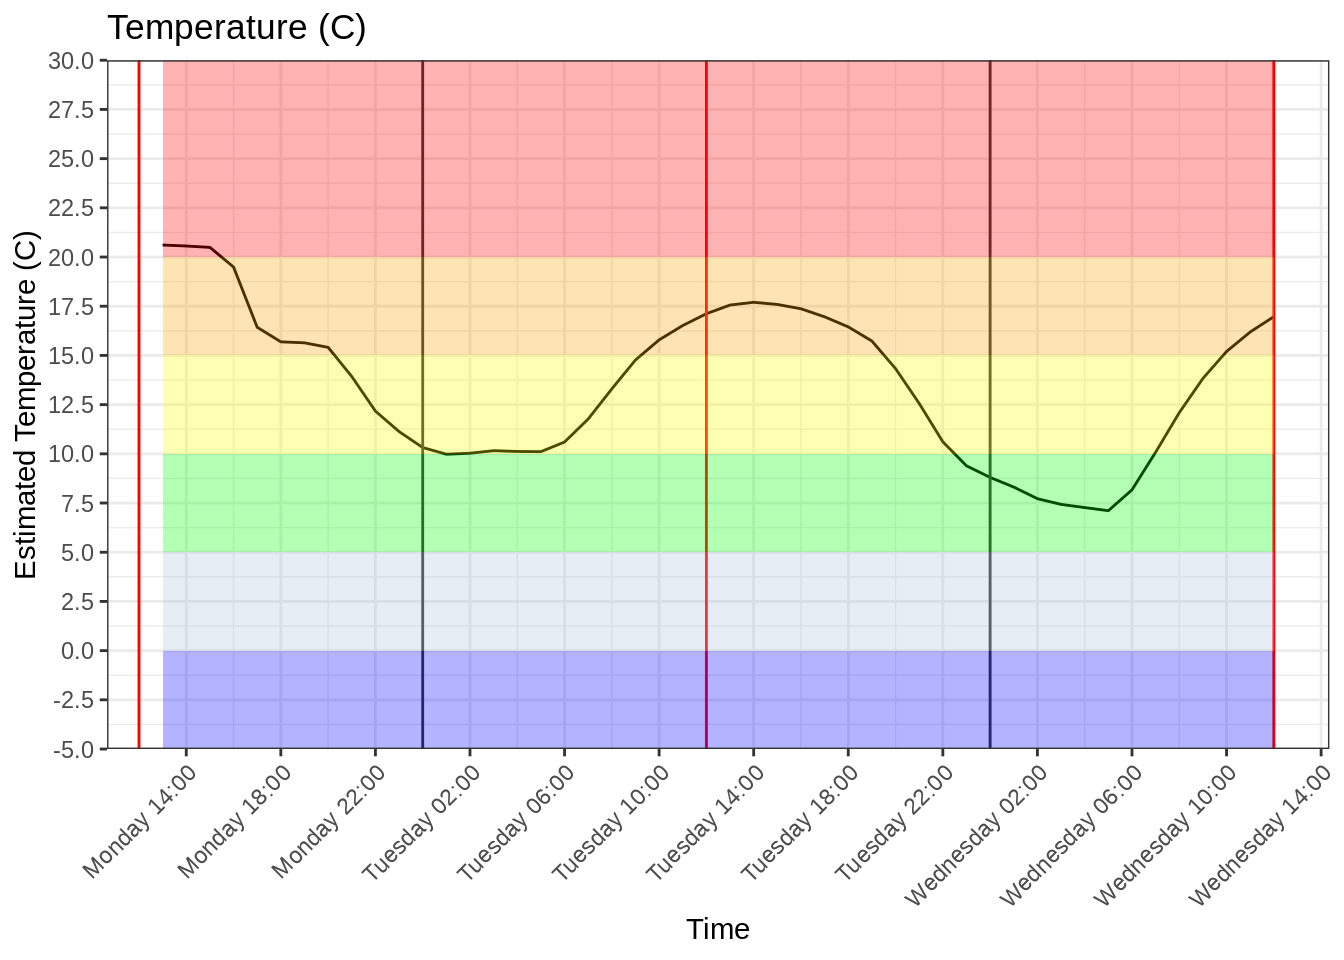 Temperature (C)
Estimated Temperature (C)
30.0
27.5
25.0
22.5
20.0
17.5
15.0
12.5
10.0
7.5
5.0
2.5
0.0
-2.5
-5.0
Monday 14:00
Monday 18:00
Monday 22:00
Tuesday 02:00
Tuesday 06:00
Tuesday 10:00
Tuesday 14:00
Tuesday 18:00
Tuesday 22:00
Wednesday 02:00
Wednesday 06:00
Wednesday 10:00
Wednesday 14:00
Time